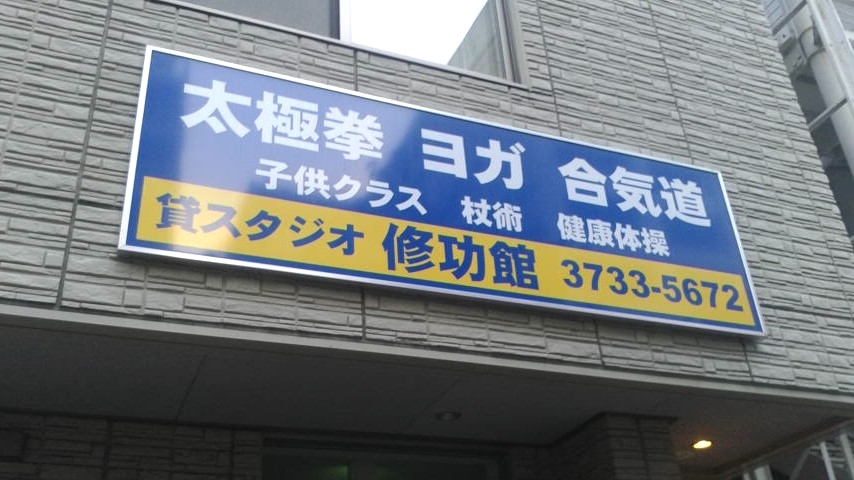 太極拳 ヨガ 合気道
子供クラス 杖術 健康体操
貸スタジオ 修功館 3733-5672